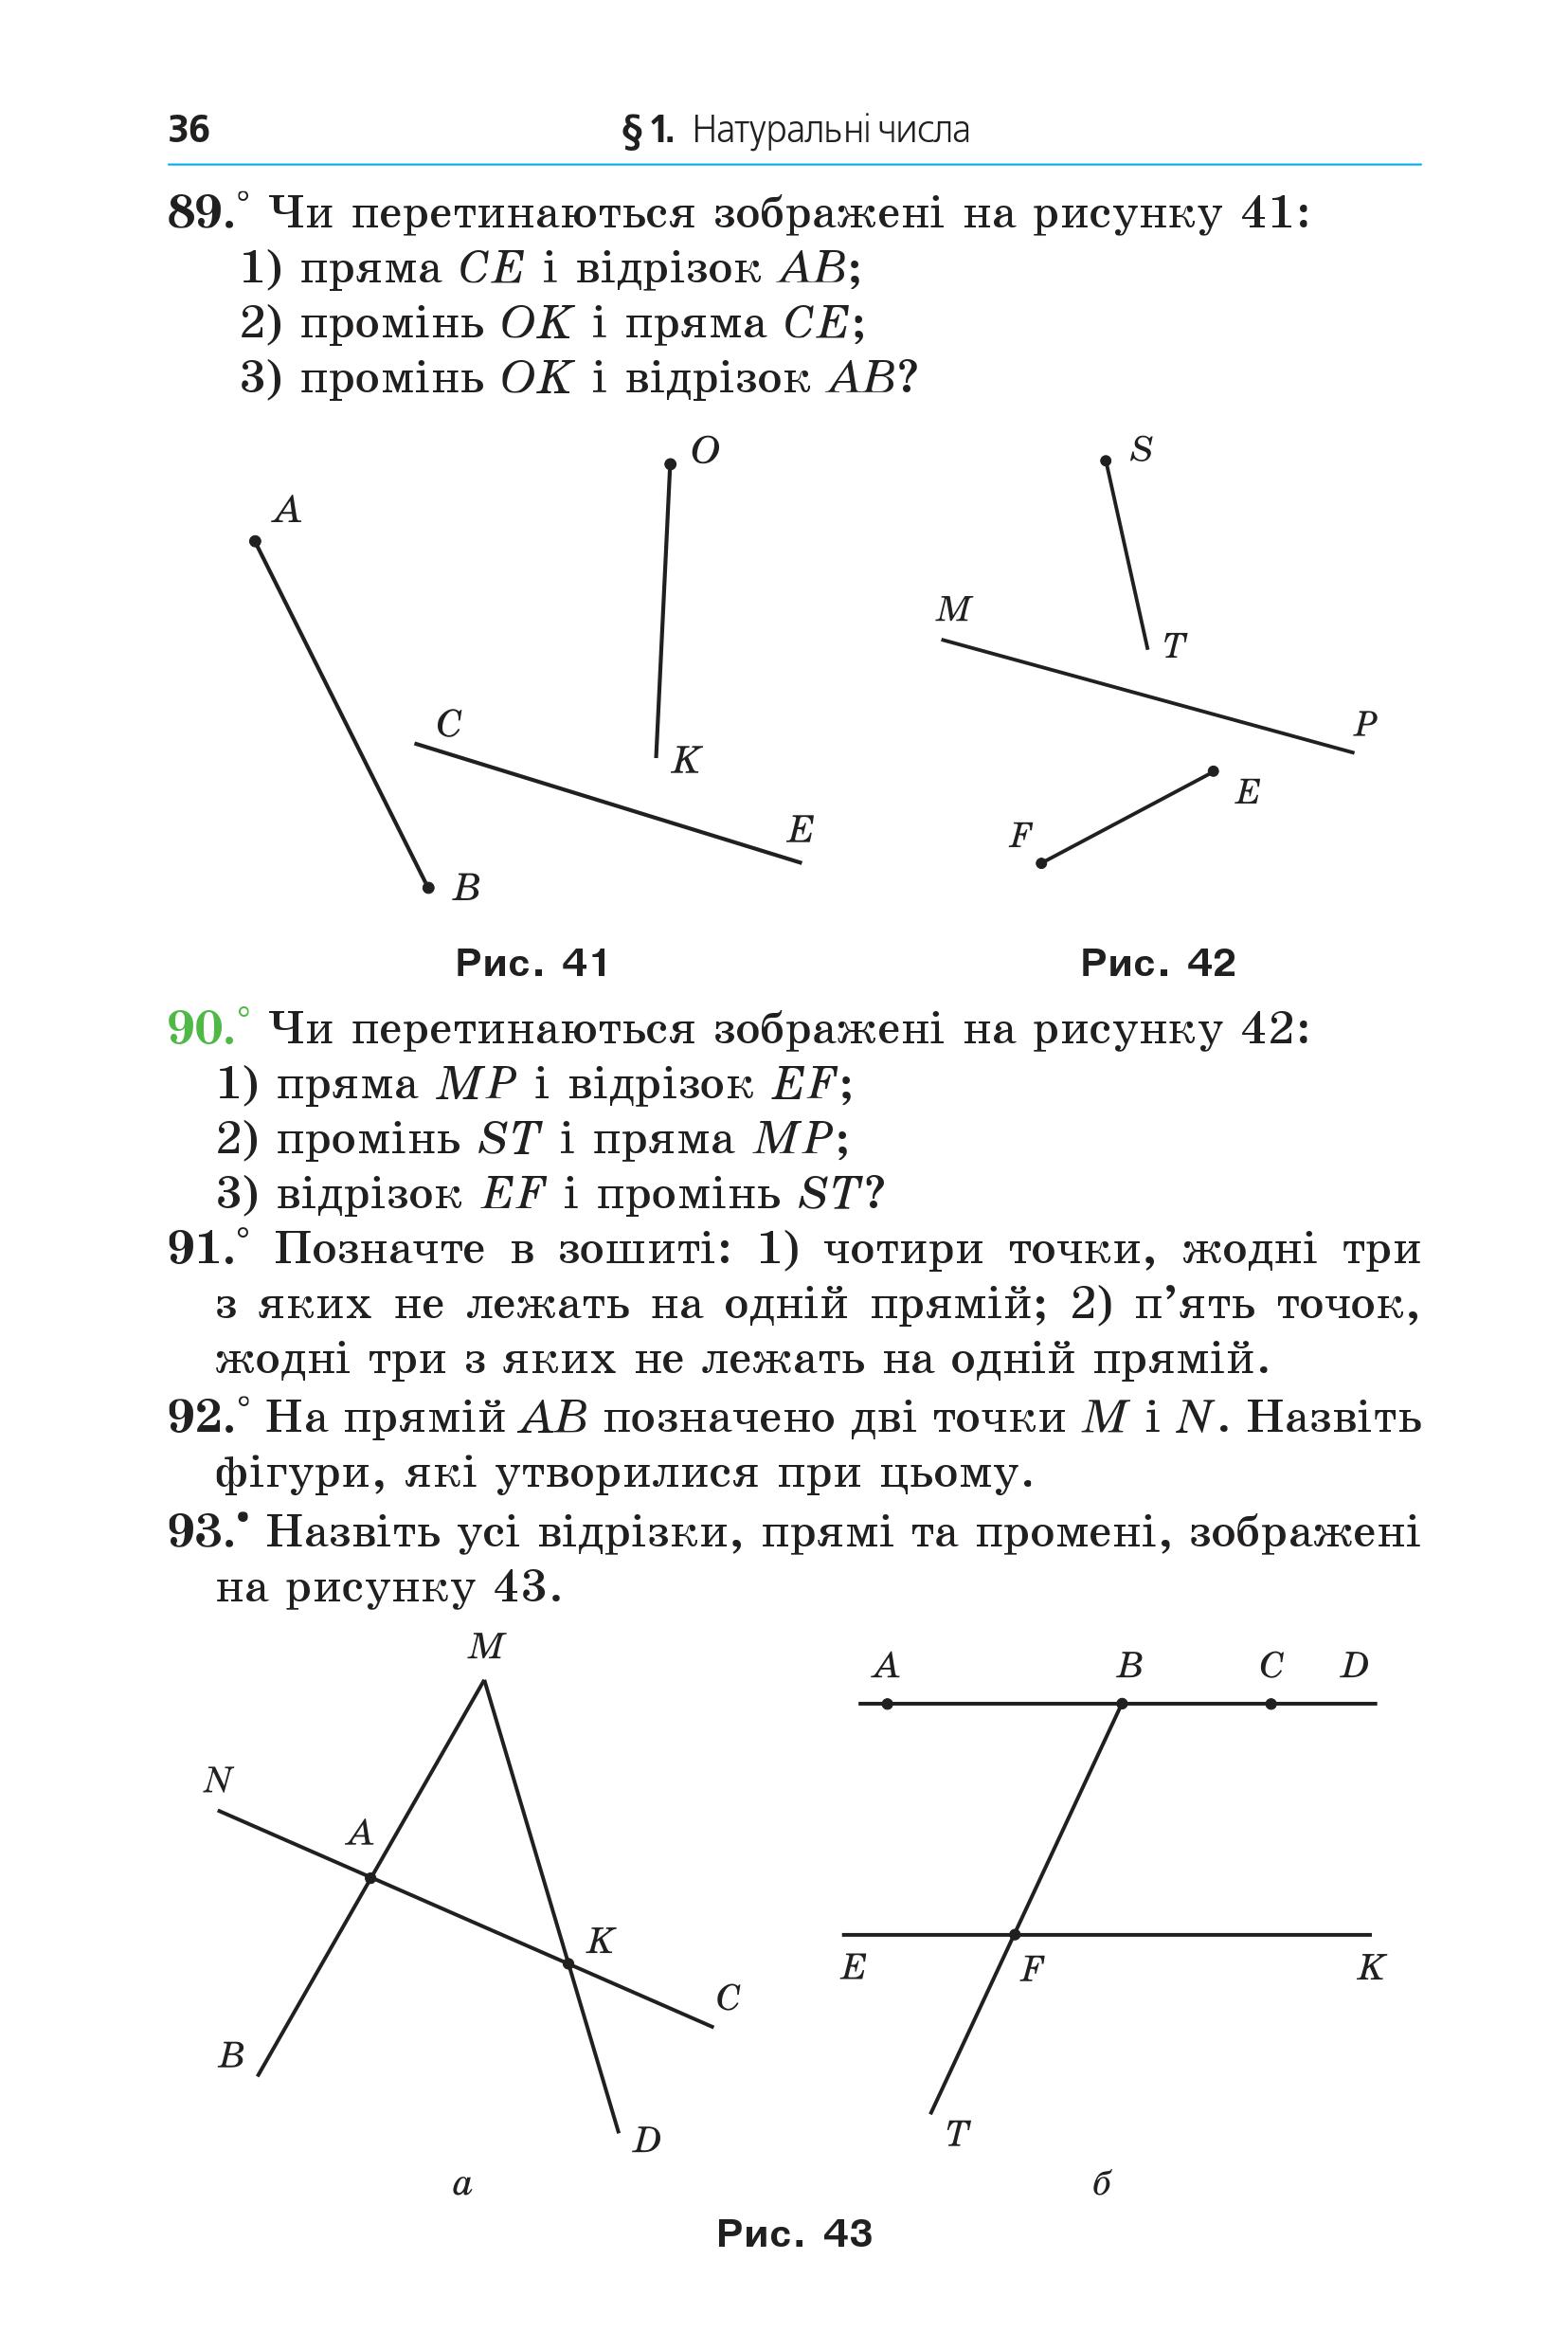 36 § 1. Натуральні числа
89.° Чи перетинаються зображені на рисунку 41:
1) пряма CE і відрізок AB;
2) промінь OK і пряма CE;
3) промінь OK і відрізок AB?
O
S
A
M
T
C
P
K
E
E
F
B
Рис. 41
Рис. 42
90.° Чи перетинаються зображені на рисунку 42:
1) пряма MP і відрізок EF;
2) промінь ST і пряма MP;
3) відрізок EF і промінь ST?
91.° Позначте в зошиті: 1) чотири точки, жодні три
з яких не лежать на одній прямій; 2) п’ять точок,
жодні три з яких не лежать на одній прямій.
92.° На прямій AB позначено дві точки M і N. Назвіть
фігури, які утворилися при цьому.
93.• Назвіть усі відрізки, прямі та промені, зображені
на рисунку 43.
M
A B C D
N
A
K
E F K
C
B
T
D
а
б
Рис. 43